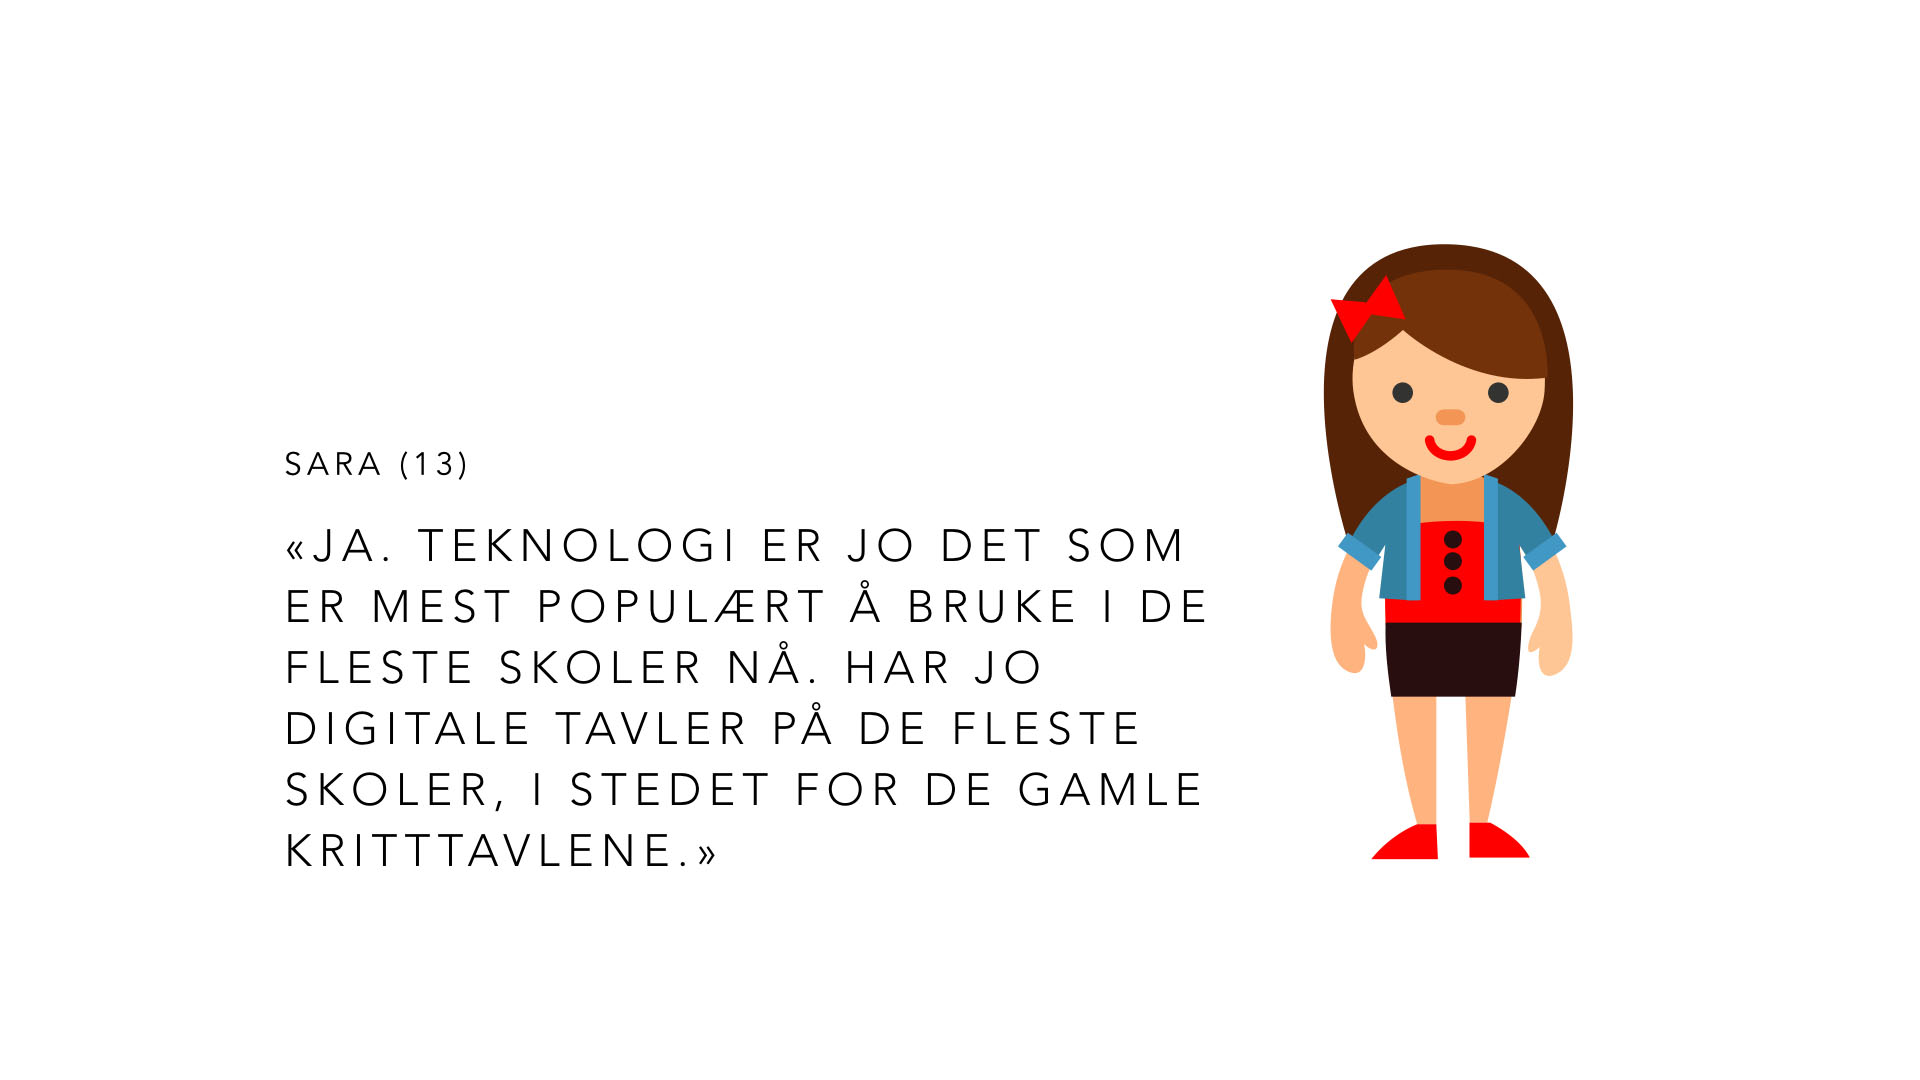 SARA (13)
«JA. TEKNOLOGI ER JO DET SOM
ER MEST POPULÆRT Å BRUKE I DE
FLESTE SKOLER NÅ. HAR JO
DIGITALE TAVLER PÅ DE FLESTE
SKOLER, I STEDET FOR DE GAMLE
KRITTTAVLENE.»